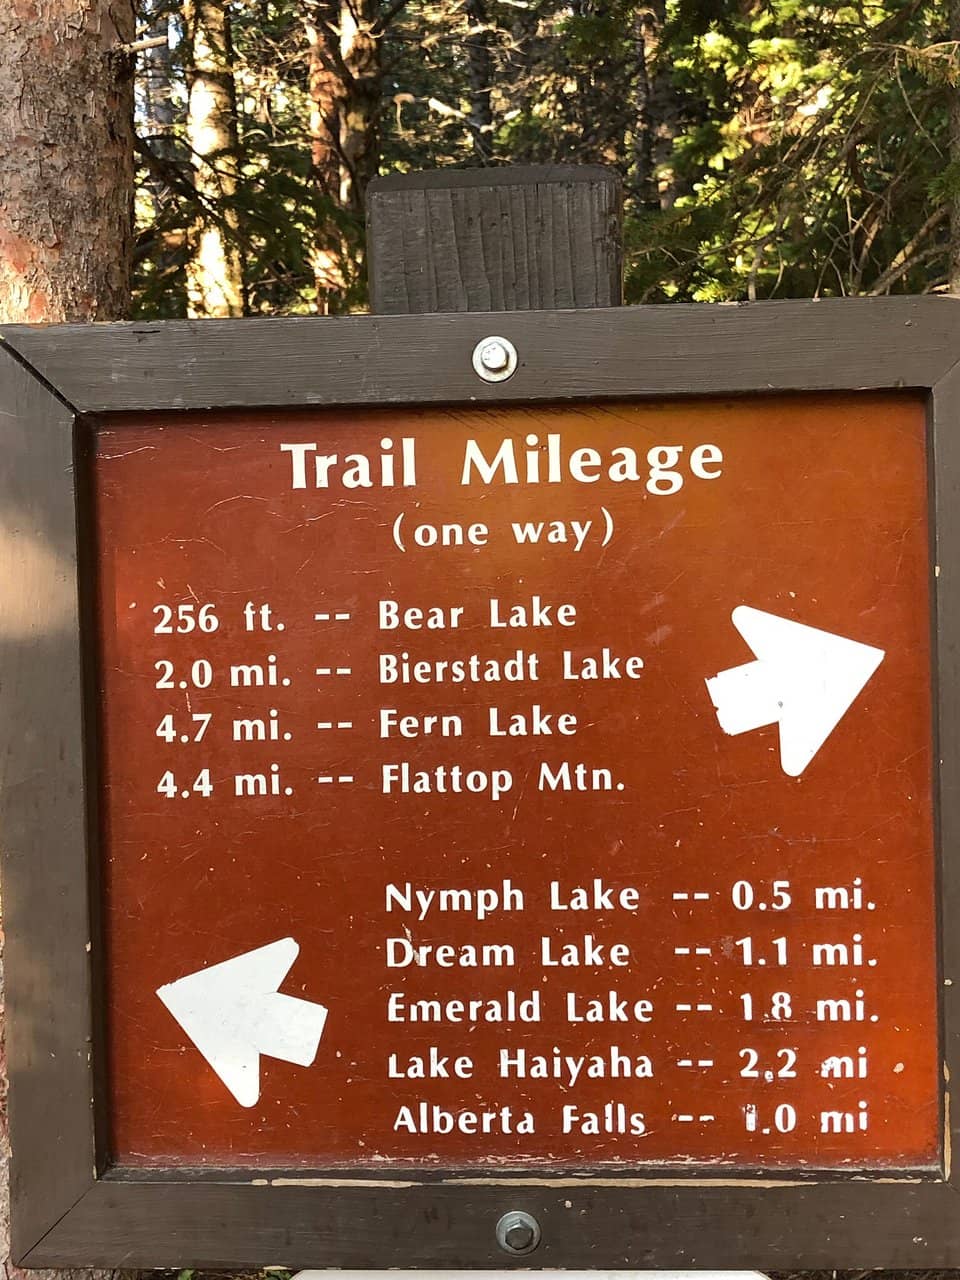 Trail Mileage
(one way)
256 ft. -- Bear Lake
2.0 mi. -- Bierstadt Lake
4.7 mi. -- Fern Lake
4.4 mi. -- Flattop Mtn.
Nymph Lake -- 0.5 mi.
Dream Lake -- 1.1 mi.
Emerald Lake -- 1.8 mi.
Lake Haiyaha -- 2.2 mi
Alberta Falls -- 1.0 mi